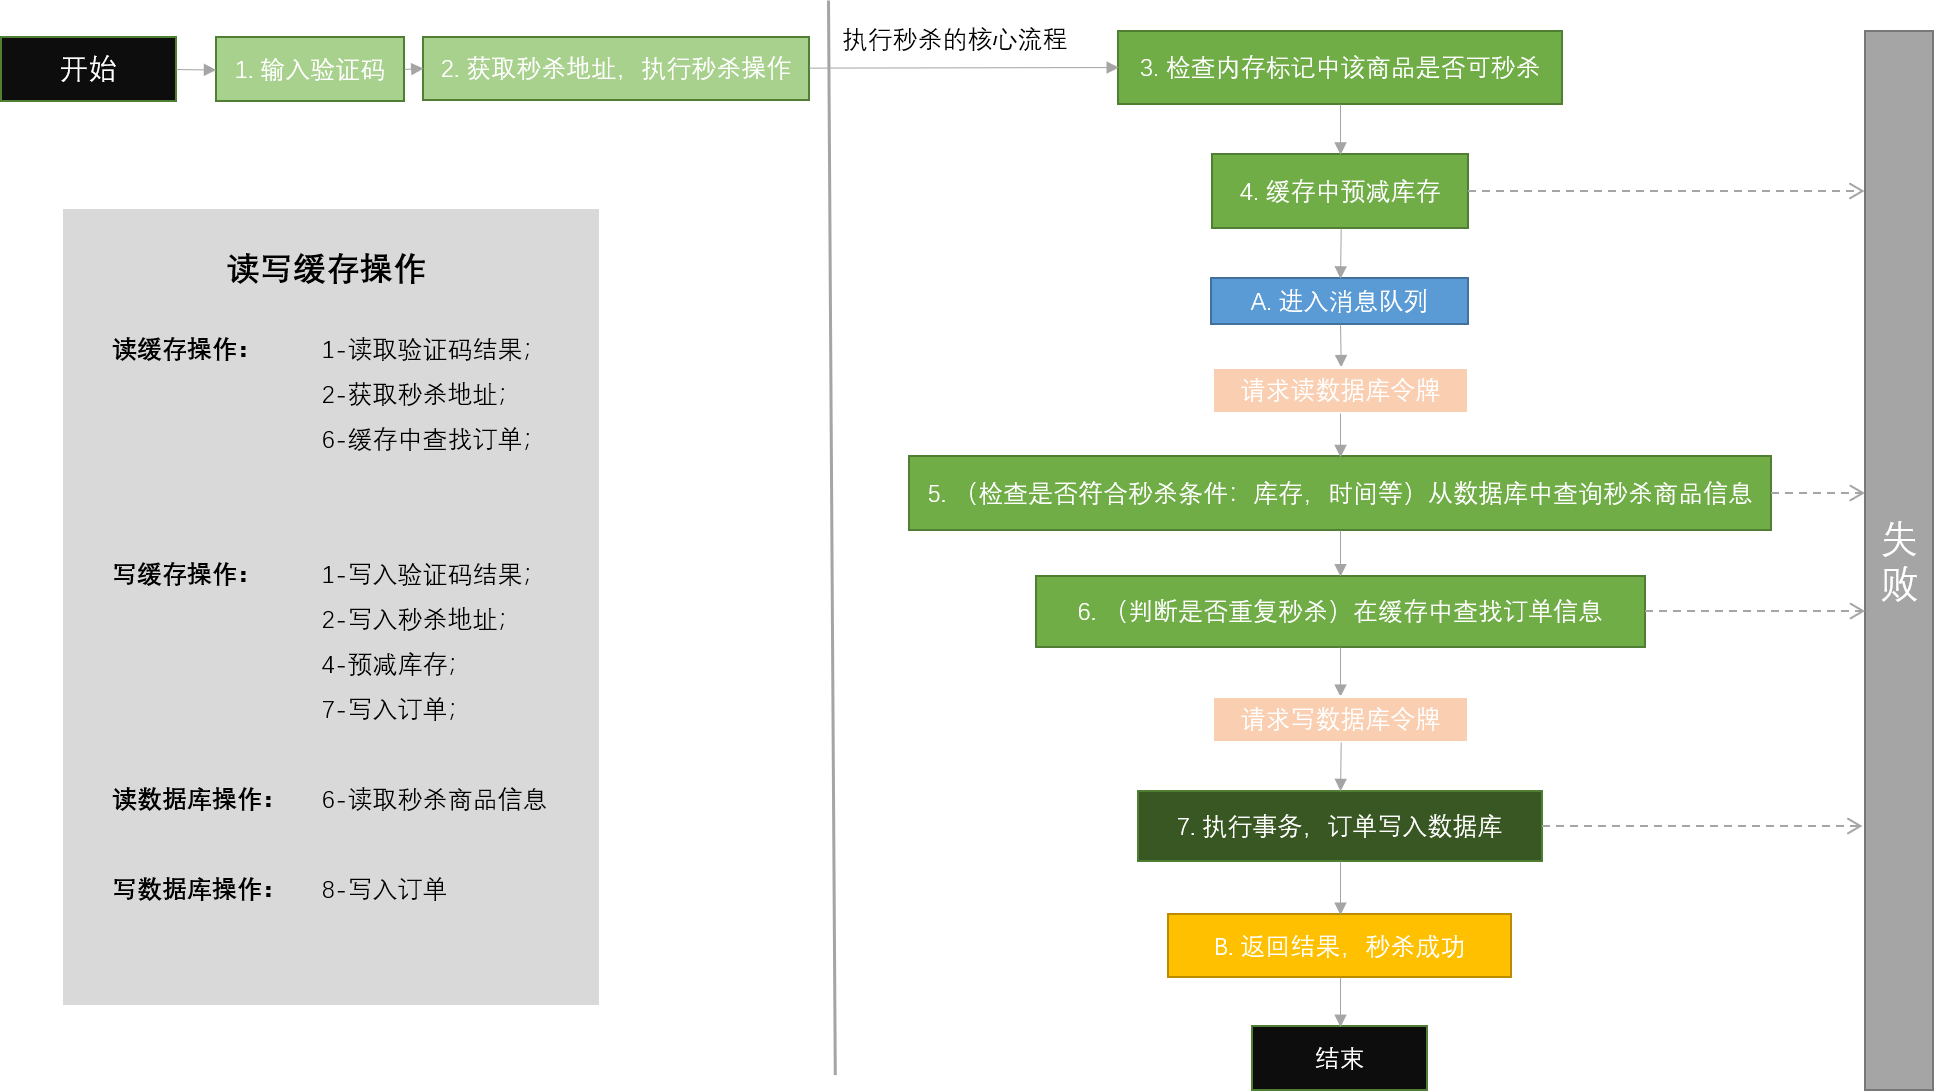 开始
1. 输入验证码
2. 获取秒杀地址，执行秒杀操作
执行秒杀的核心流程
3. 检查内存标记中该商品是否可秒杀
4. 缓存中预减库存
A. 进入消息队列
请求读数据库令牌
5. （检查是否符合秒杀条件：库存，时间等）从数据库中查询秒杀商品信息
6. （判断是否重复秒杀）在缓存中查找订单信息
请求写数据库令牌
7. 执行事务，订单写入数据库
B. 返回结果，秒杀成功
结束
失
败
读写缓存操作
读缓存操作： 1-读取验证码结果；
2-获取秒杀地址；
6-缓存中查找订单；
写缓存操作： 1-写入验证码结果；
2-写入秒杀地址；
4-预减库存；
7-写入订单；
读数据库操作： 6-读取秒杀商品信息
写数据库操作： 8-写入订单